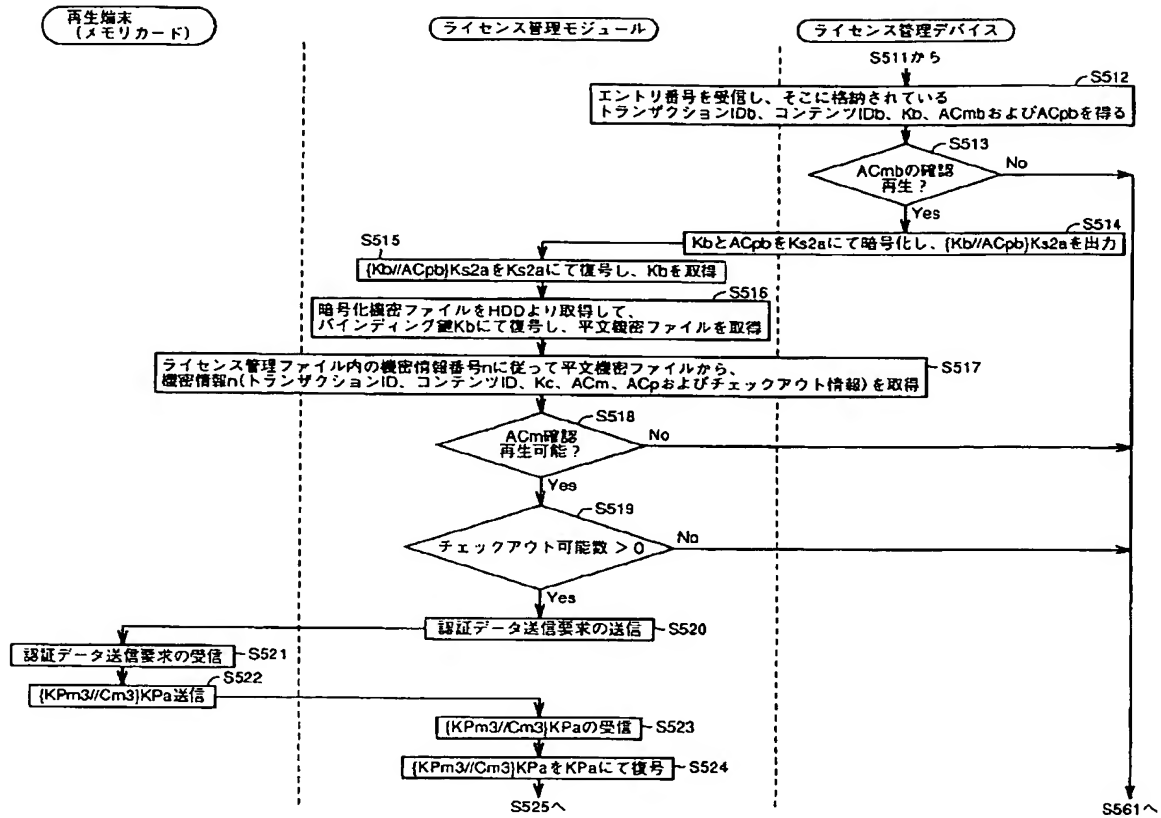 再生端末
(メモリカード)
ライセンス管理モジュール
ライセンス管理デバイス
S511から
S512
エントリ番号を受信し、そこに格納されている
トランザクションIDb、コンテンツIDb、Kb、ACmbおよびACpbを得る
S513
ACmbの確認
再生?
No
Yes
S514
KbとACpbをKs2aにて暗号化し、{Kb//ACpb}Ks2aを出力
S515
{Kb//ACpb}Ks2aをKs2aにて復号し、Kbを取得
S516
暗号化機密ファイルをHDDより取得して、
バインディング鍵Kbにて復号し、平文機密ファイルを取得
ライセンス管理ファイル内の機密情報番号nに従って平文機密ファイルから、
機密情報n(トランザクションID、コンテンツID、Kc、ACm、ACpおよびチェックアウト情報)を取得
S517
S518
ACm確認
再生可能?
No
Yes
S519
チェックアウト可能数 > 0
No
Yes
認証データ送信要求の送信
S520
認証データ送信要求の受信
S521
S522
{KPm3//Cm3}KPa送信
{KPm3//Cm3}KPaの受信
S523
{KPm3//Cm3}KPaをKPaにて復号
S524
S525へ
S561へ